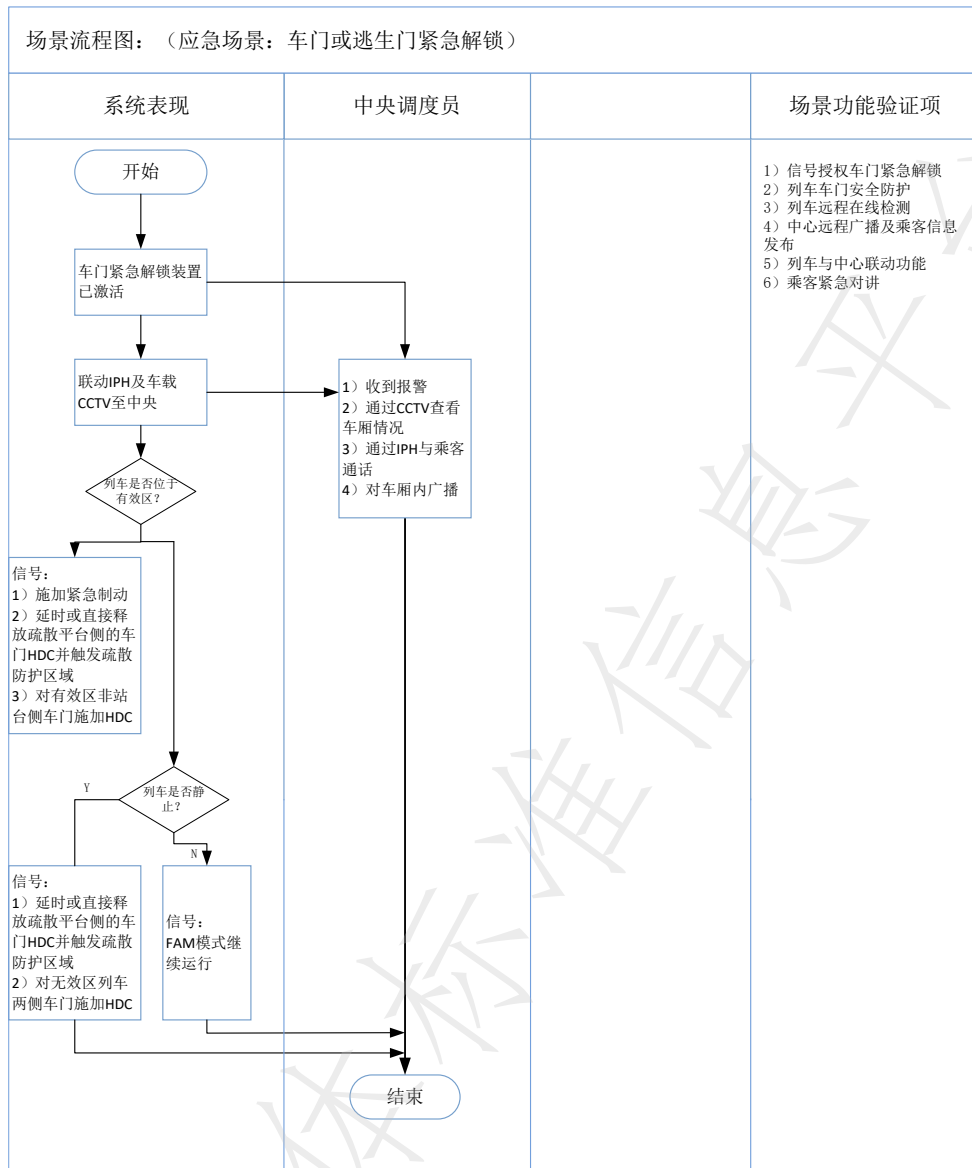 场景流程图：（应急场景：车门或逃生门紧急解锁）
系统表现
中央调度员
场景功能验证项
开始
车门紧急解锁装置
已激活
联动IPH及车载
CCTV至中央
列车是否位于
有效区？
信号：
1）施加紧急制动
2）延时或直接释
放疏散平台侧的车
门HDC并触发疏散
防护区域
3）对有效区非站
台侧车门施加HDC
列车是否静
止？
Y
N
信号：
1）延时或直接释
放疏散平台侧的车
门HDC并触发疏散
防护区域
2）对无效区列车
两侧车门施加HDC
信号：
FAM模式继
续运行
1）收到报警
2）通过CCTV查看
车厢情况
3）通过IPH与乘客
通话
4）对车厢内广播
结束
1）信号授权车门紧急解锁
2）列车车门安全防护
3）列车远程在线检测
4）中心远程广播及乘客信息
发布
5）列车与中心联动功能
6）乘客紧急对讲
体标准信息平